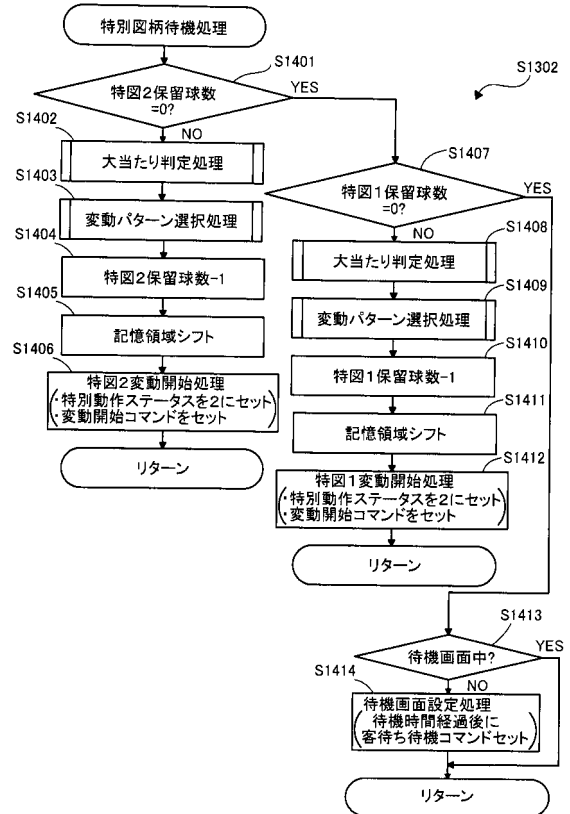 特別図柄待機処理
S1401
S1302
特図2保留球数
=0?
YES
NO
S1402
大当たり判定処理
S1403
変動パターン選択処理
S1404
特図2保留球数-1
S1405
記憶領域シフト
S1406
特図2変動開始処理
・特別動作ステータスを2にセット
・変動開始コマンドをセット
リターン
S1407
特図1保留球数
=0?
YES
NO
S1408
大当たり判定処理
S1409
変動パターン選択処理
S1410
特図1保留球数-1
S1411
記憶領域シフト
S1412
特図1変動開始処理
・特別動作ステータスを2にセット
・変動開始コマンドをセット
リターン
S1413
待機画面中?
YES
NO
S1414
待機画面設定処理
待機時間経過後に
客待ち待機コマンドセット
リターン